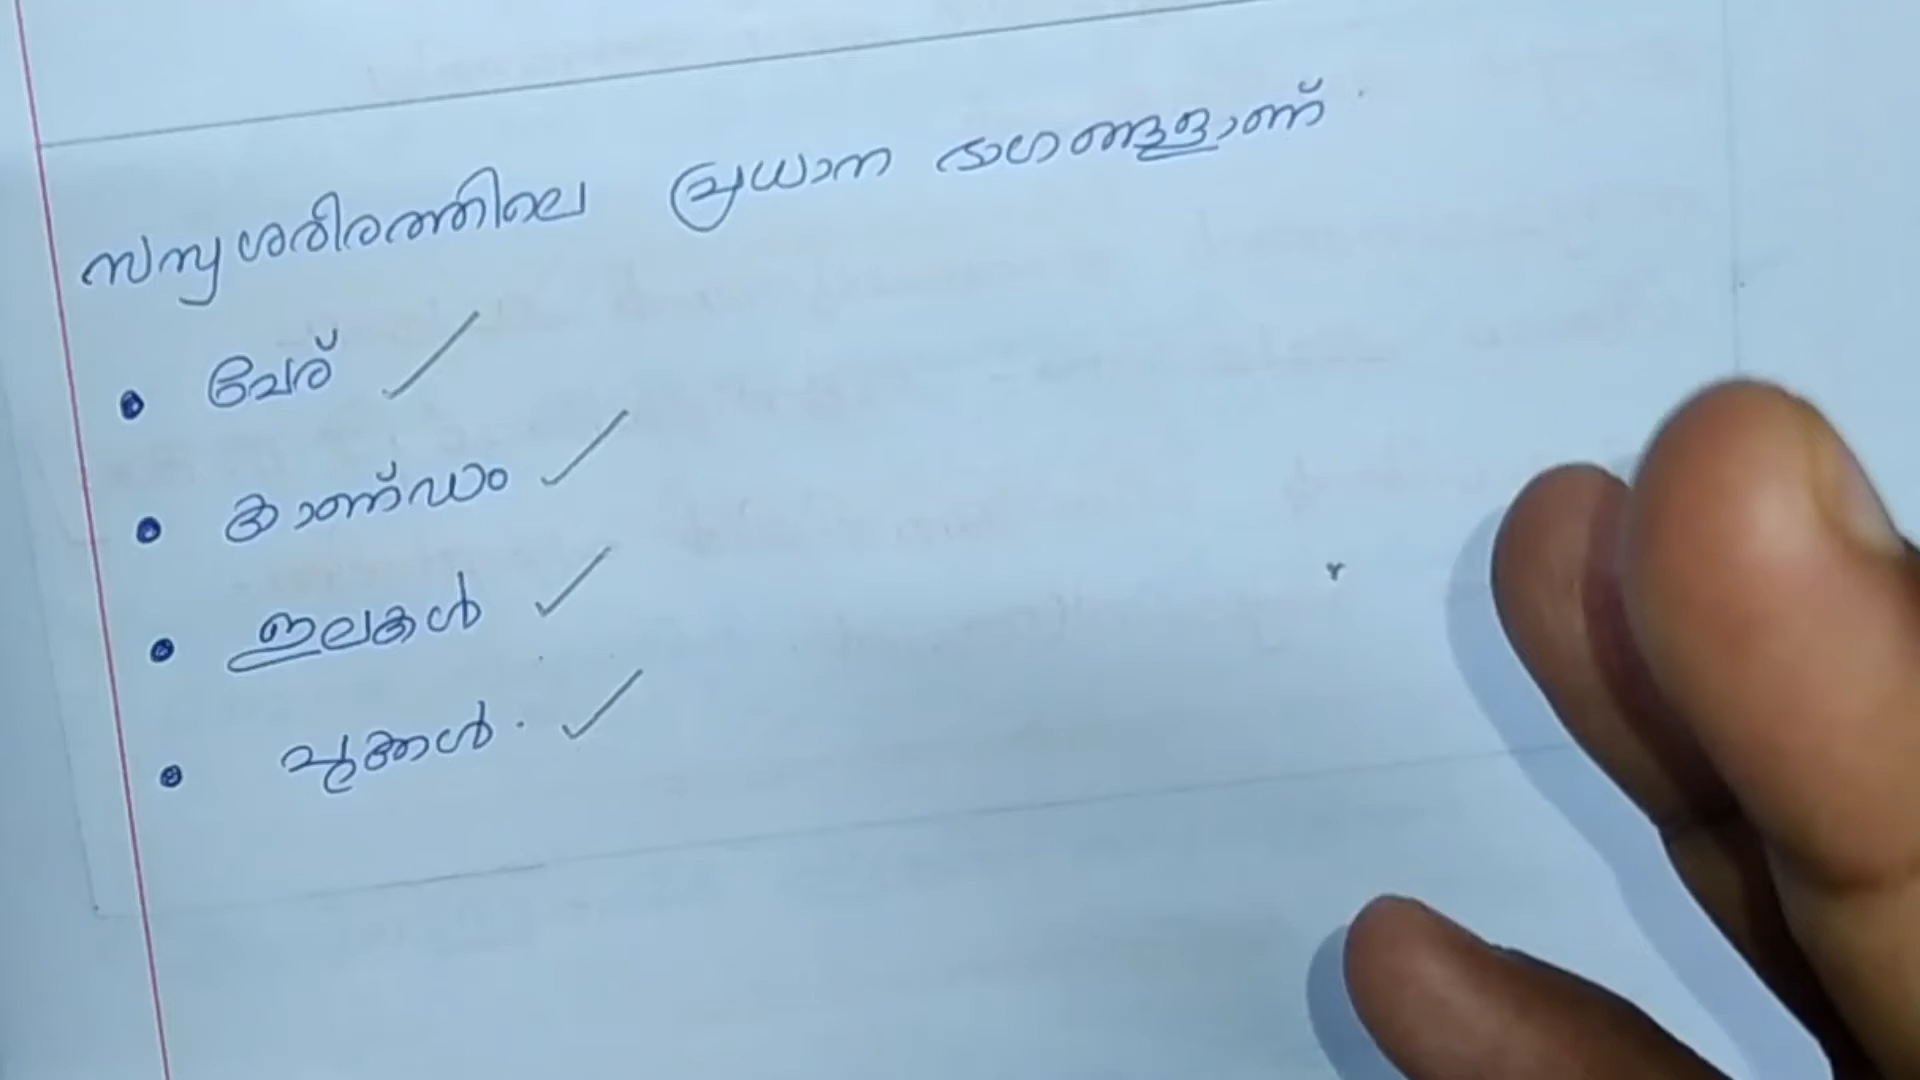 സസ്യശരീരത്തിലെ പ്രധാന ഭാഗങ്ങളാണ്
• വേര്
• കാണ്ഡം
• ഇലകൾ
• പൂക്കൾ.